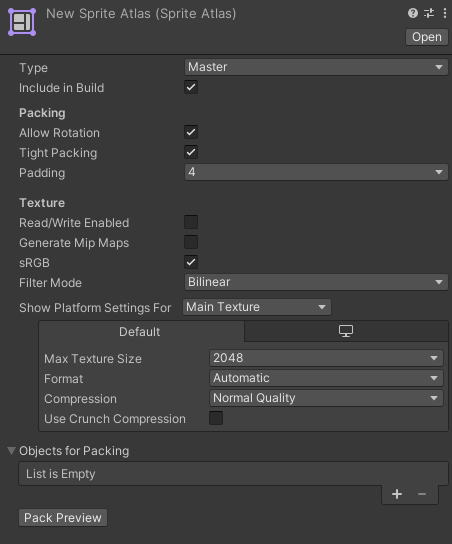 New Sprite Atlas (Sprite Atlas)
Open
Type Master
Include in Build
Packing
Allow Rotation
Tight Packing
Padding 4
Texture
Read/Write Enabled
Generate Mip Maps
sRGB
Filter Mode Bilinear
Show Platform Settings For Main Texture
Default
Max Texture Size 2048
Format Automatic
Compression Normal Quality
Use Crunch Compression
Objects for Packing
List is Empty
Pack Preview